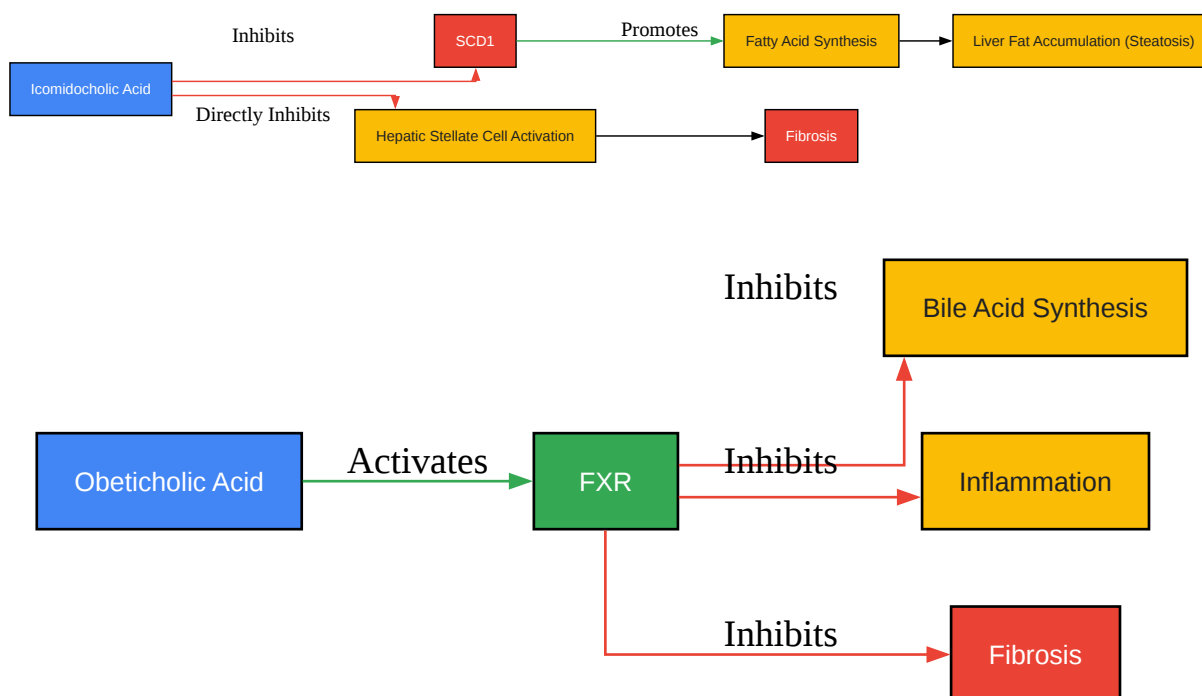 Inhibits
SCD1
Promotes
Fatty Acid Synthesis
Liver Fat Accumulation (Steatosis)
Icomidocholic Acid
Directly Inhibits
Hepatic Stellate Cell Activation
Fibrosis
Inhibits
Bile Acid Synthesis
Obeticholic Acid
Activates
FXR
Inhibits
Inflammation
Inhibits
Fibrosis